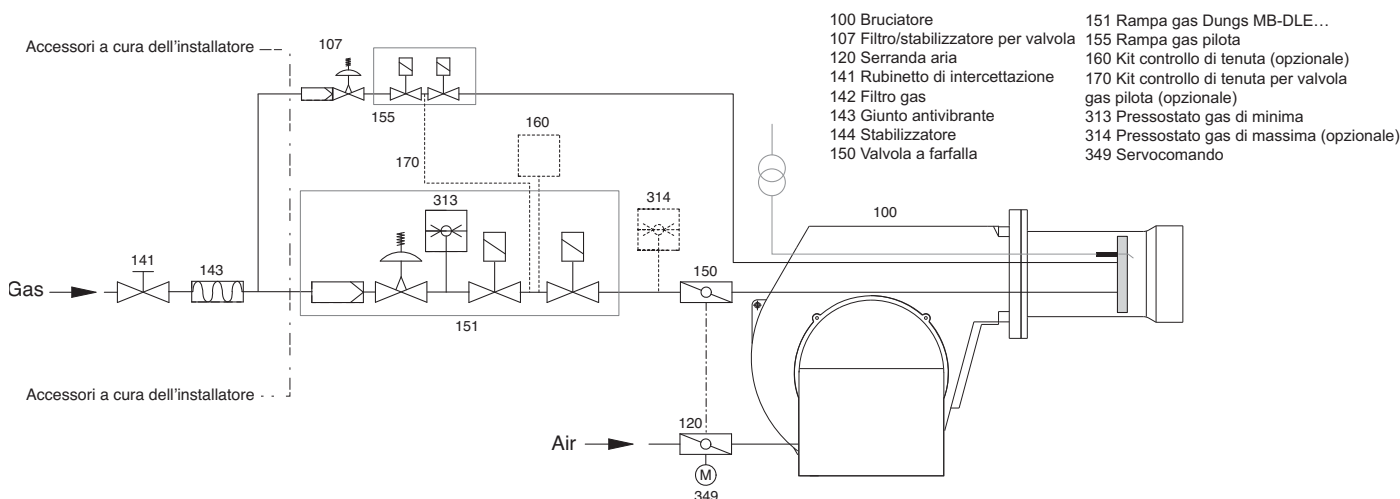 100 Bruciatore
107 Filtro/stabilizzatore per valvola
120 Serranda aria
141 Rubinetto di intercettazione
142 Filtro gas
143 Giunto antivibrante
144 Stabilizzatore
150 Valvola a farfalla
151 Rampa gas Dungs MB-DLE…
155 Rampa gas pilota
160 Kit controllo di tenuta (opzionale)
170 Kit controllo di tenuta per valvola
gas pilota (opzionale)
313 Pressostato gas di minima
314 Pressostato gas di massima (opzionale)
349 Servocomando
Accessori a cura dell'installatore
107
155
160
170
313
314
100
141
143
150
Gas
151
Accessori a cura dell'installatore
120
Air
M
349